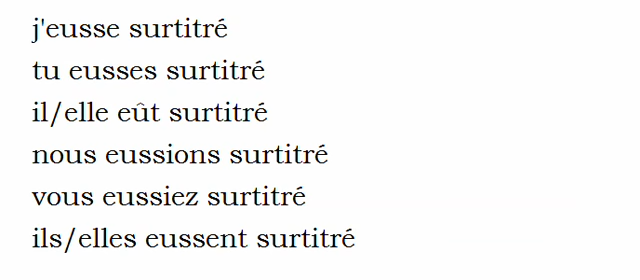 j'eusse surtitré
tu eusses surtitré
il/elle eût surtitré
nous eussions surtitré
vous eussiez surtitré
ils/elles eussent surtitré